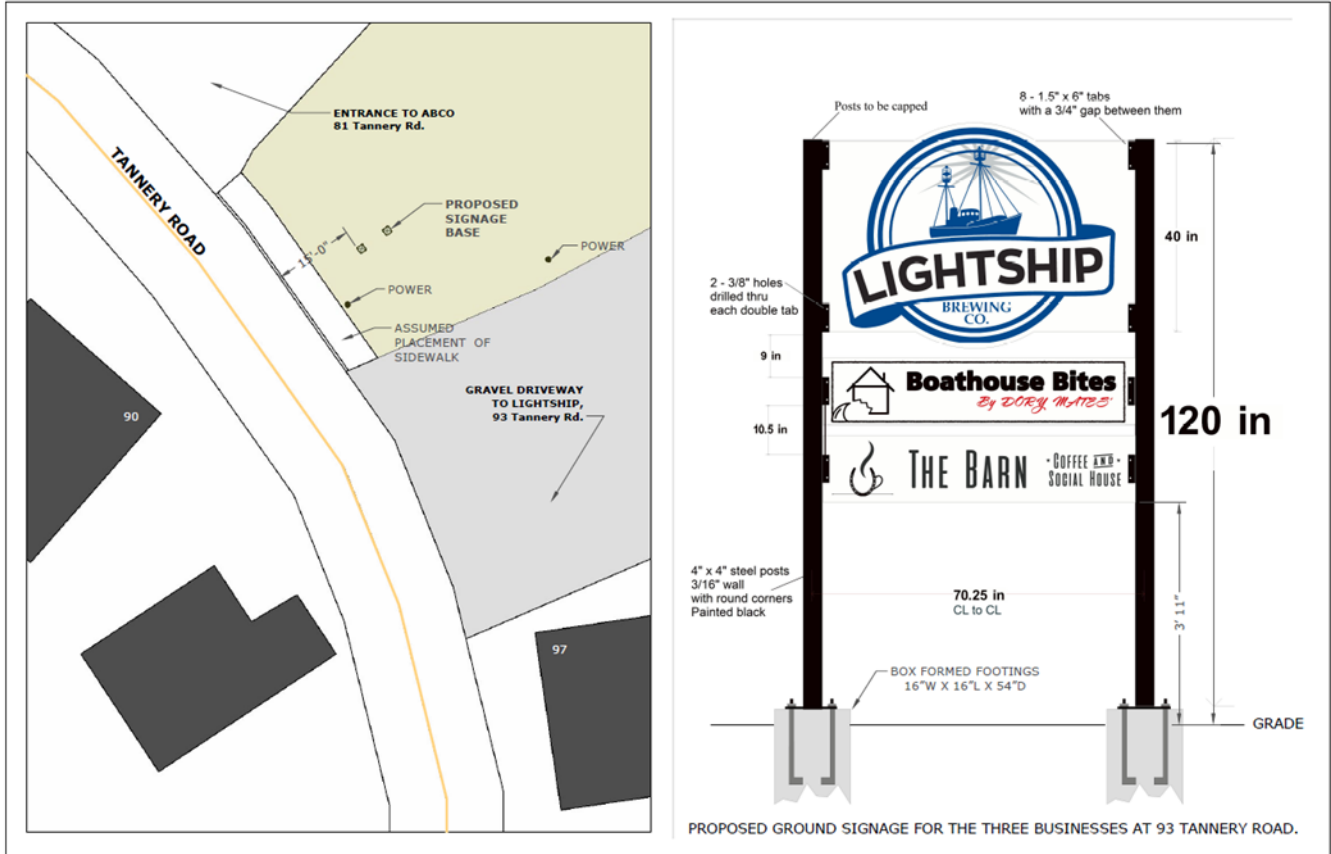 ENTRANCE TO ABCO
81 Tannery Rd.
TANNERY ROAD
PROPOSED
SIGNAGE
BASE
15'-0"
POWER
POWER
ASSUMED
PLACEMENT OF
SIDEWALK
GRAVEL DRIVEWAY
TO LIGHTSHIP,
93 Tannery Rd.
90
97
Posts to be capped
8 - 1.5" x 6" tabs
with a 3/4" gap between them
LIGHTSHIP
BREWING
CO.
40 in
2 - 3/8" holes
drilled thru
each double tab
9 in
Boathouse Bites
By DORY MATES'
10.5 in
120 in
THE BARN
·COFFEE AND·
SOCIAL HOUSE
4" x 4" steel posts
3/16" wall
with round corners
Painted black
70.25 in
CL to CL
3' 11"
BOX FORMED FOOTINGS
16"W X 16"L X 54"D
GRADE
PROPOSED GROUND SIGNAGE FOR THE THREE BUSINESSES AT 93 TANNERY ROAD.